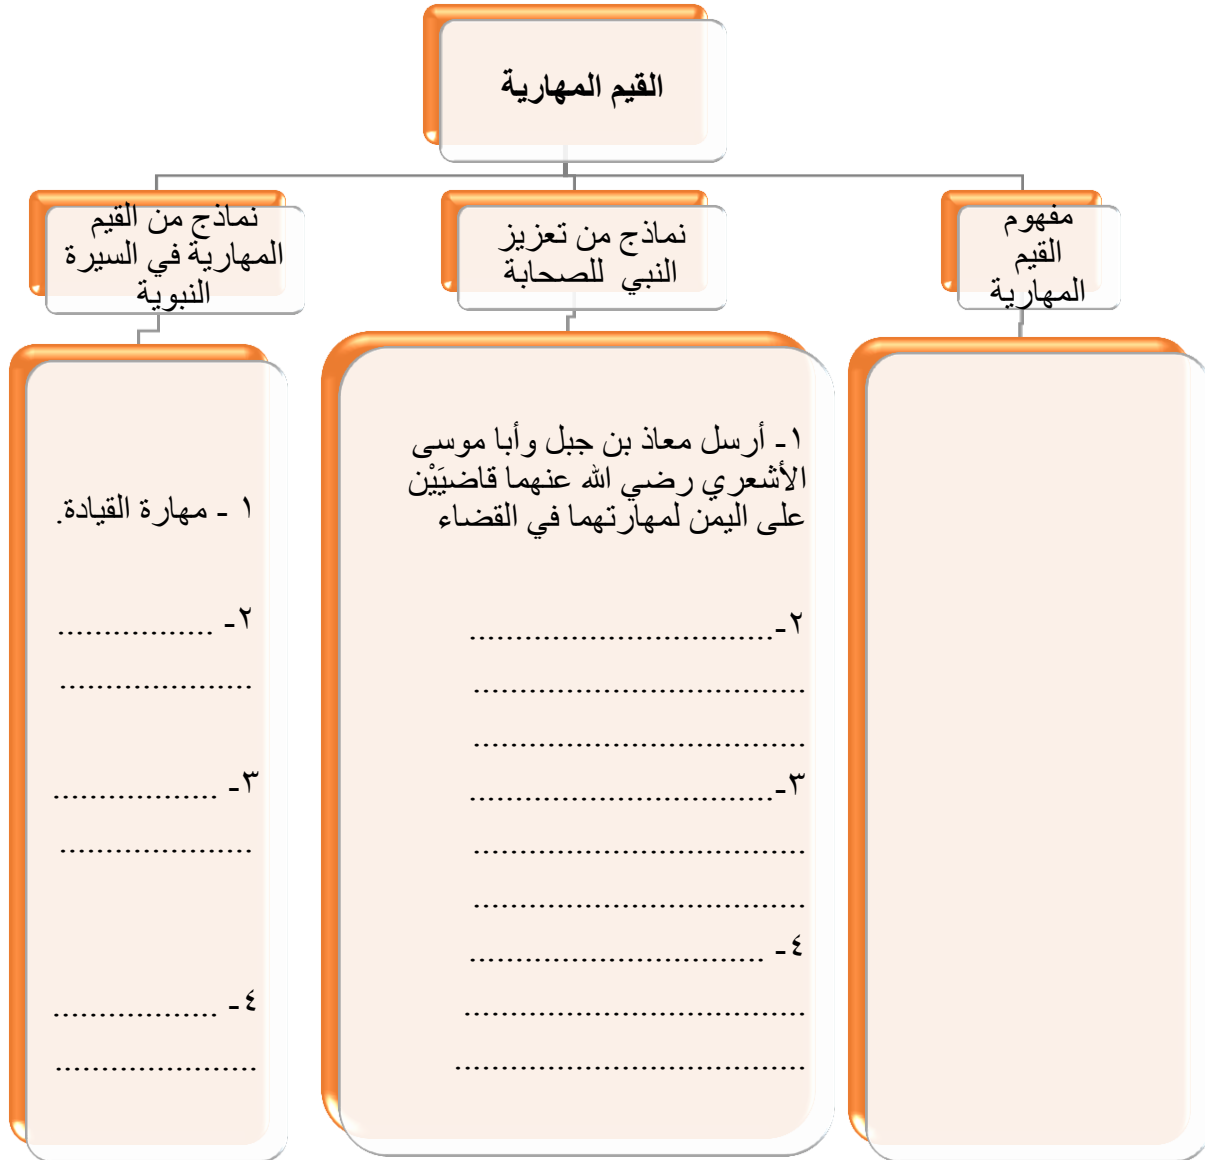 القيم المهارية
مفهوم
القيم
المهارية
نماذج من تعزيز
النبي للصحابة
١- أرسل معاذ بن جبل وأبا موسى
الأشعري رضي الله عنهما قاضيَيْن
على اليمن لمهارتهما في القضاء
٢-.................................
....................................
....................................
٣-.................................
....................................
....................................
٤- ................................
.....................................
......................................
نماذج من القيم
المهارية في السيرة
النبوية
١ - مهارة القيادة.
٢- .................
.....................
٣- ..................
.....................
٤- ..................
......................